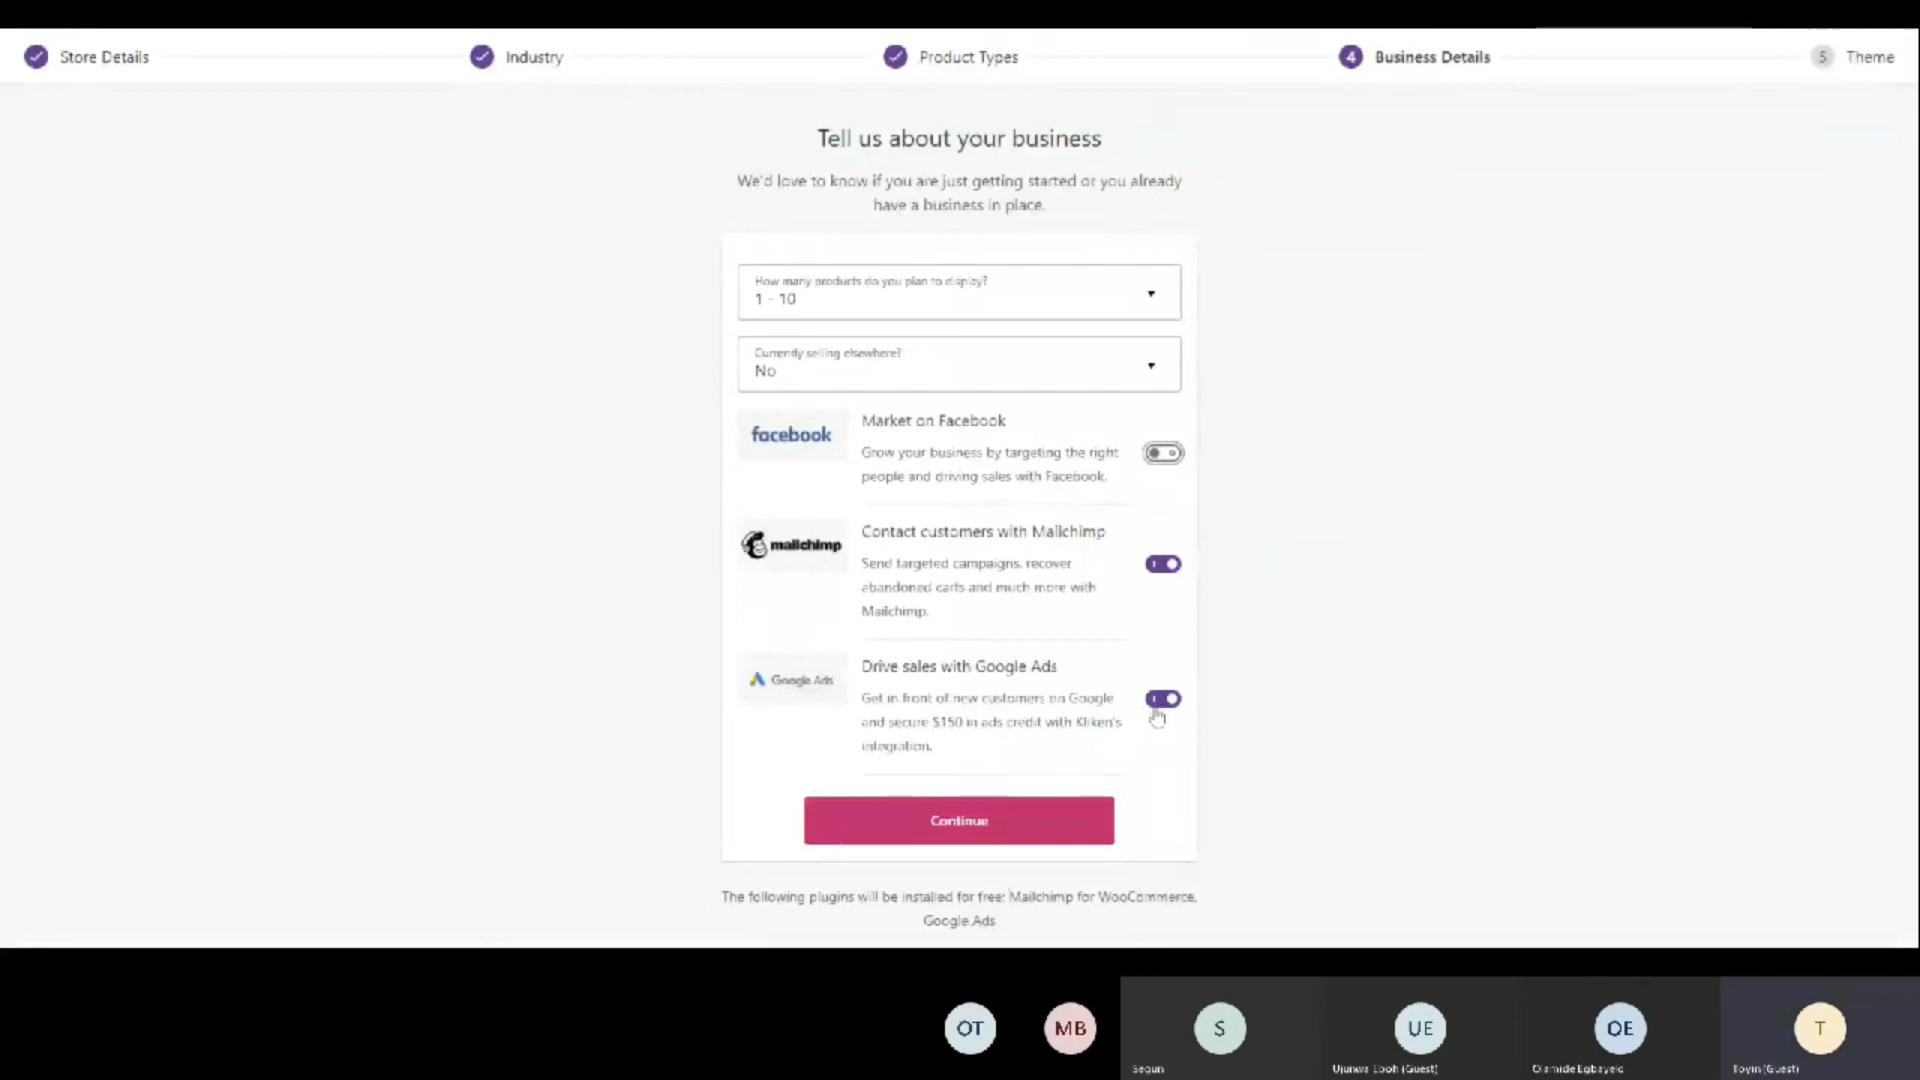 Store Details
Industry
Product Types
4 Business Details
5 Theme
Tell us about your business
We'd love to know if you are just getting started or you already
have a business in place.
How many products do you plan to display?
1 - 10
Currently selling elsewhere?
No
facebook
Market on Facebook
Grow your business by targeting the right
people and driving sales with Facebook.
mailchimp
Contact customers with Mailchimp
Send targeted campaigns, recover
abandoned carts and much more with
Mailchimp.
Google Ads
Drive sales with Google Ads
Get in front of new customers on Google
and secure $150 in ads credit with Kliken's
integration.
Continue
The following plugins will be installed for free: Mailchimp for WooCommerce,
Google Ads
OT
MB
S
UE
OE
T
Segun
Ujunwa Eboh (Guest)
Olamide Egbayelo
Toyin (Guest)